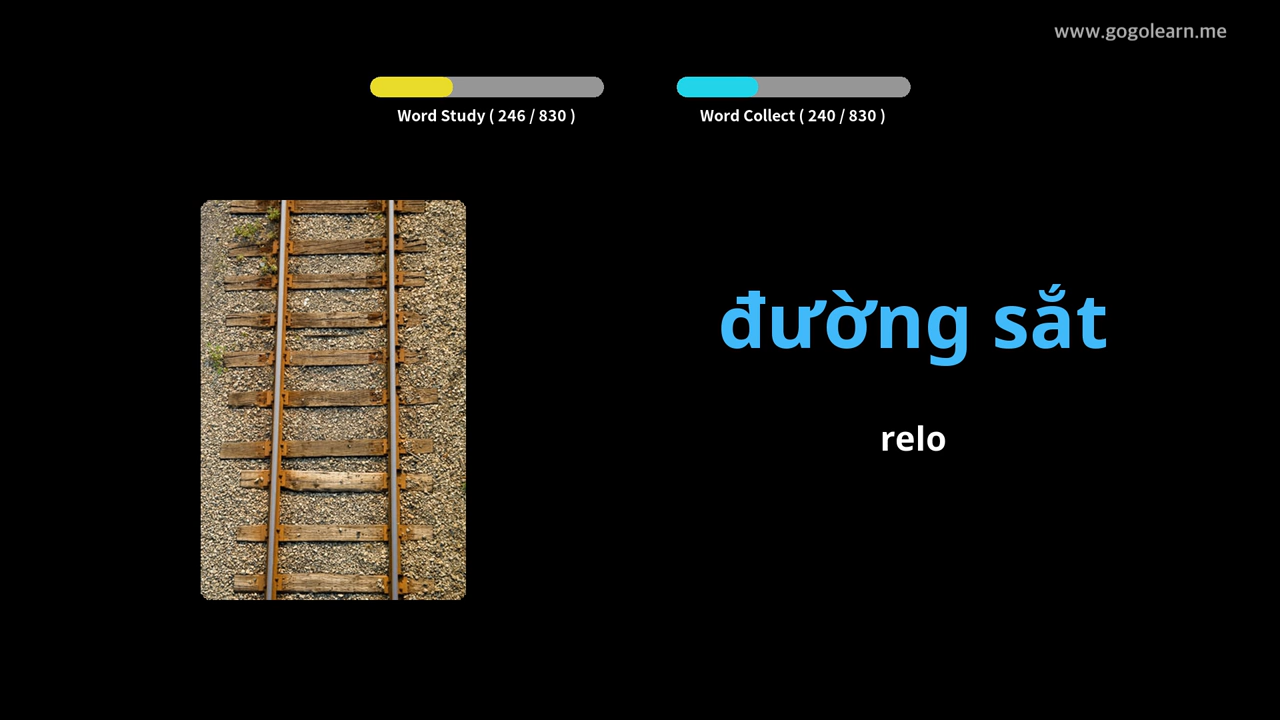 www.gogolearn.me
Word Study ( 246 / 830 )
Word Collect ( 240 / 830 )
đường sắt
relo